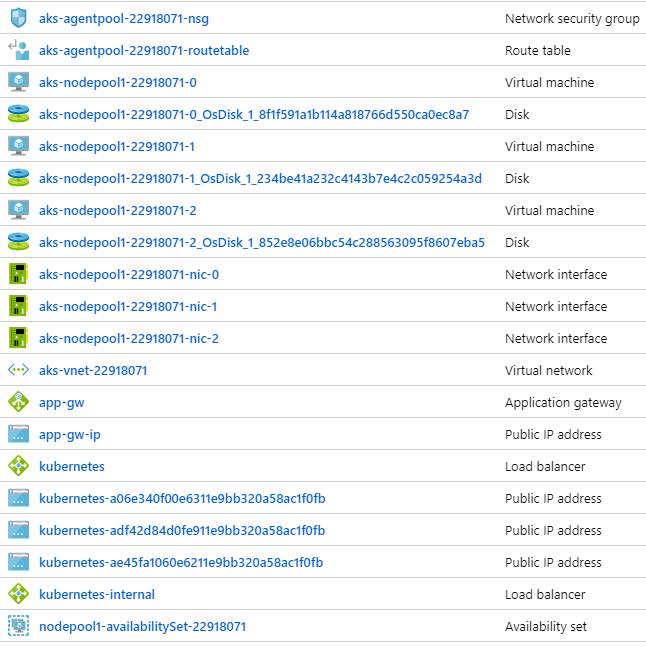 aks-agentpool-22918071-nsg Network security group
aks-agentpool-22918071-routetable Route table
aks-nodepool1-22918071-0 Virtual machine
aks-nodepool1-22918071-0_OsDisk_1_8f1f591a1b114a818766d550ca0ec8a7 Disk
aks-nodepool1-22918071-1 Virtual machine
aks-nodepool1-22918071-1_OsDisk_1_234be41a232c4143b7e4c2c059254a3d Disk
aks-nodepool1-22918071-2 Virtual machine
aks-nodepool1-22918071-2_OsDisk_1_852e8e06bbc54c288563095f8607eba5 Disk
aks-nodepool1-22918071-nic-0 Network interface
aks-nodepool1-22918071-nic-1 Network interface
aks-nodepool1-22918071-nic-2 Network interface
aks-vnet-22918071 Virtual network
app-gw Application gateway
app-gw-ip Public IP address
kubernetes Load balancer
kubernetes-a06e340f00e6311e9bb320a58ac1f0fb Public IP address
kubernetes-adf42d84d0fe911e9bb320a58ac1f0fb Public IP address
kubernetes-ae45fa1060e6211e9bb320a58ac1f0fb Public IP address
kubernetes-internal Load balancer
nodepool1-availabilitySet-22918071 Availability set